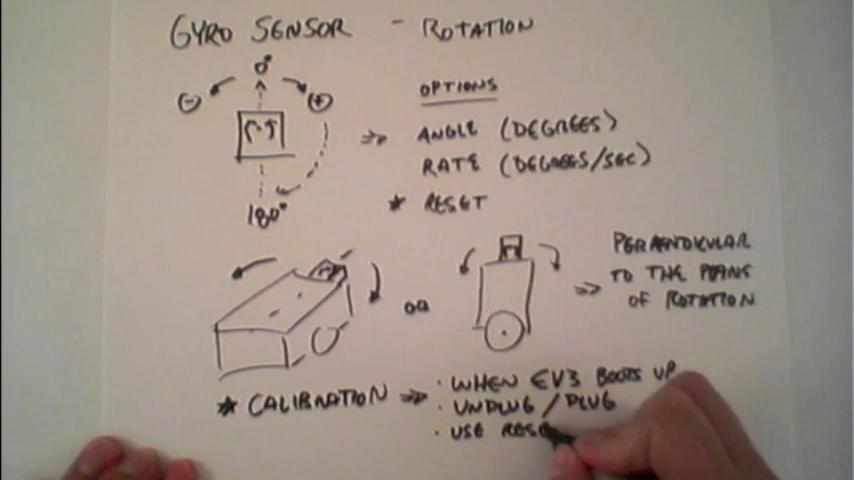 GYRO SENSOR - ROTATION
0°
(-) (+)
180°
OPTIONS
ANGLE (DEGREES)
RATE (DEGREES/SEC)
* RESET
OR
PERPENDICULAR
TO THE PLANE
OF ROTATION
* CALIBRATION
· WHEN EV3 BOOTS UP
· UNPLUG / PLUG
· USE RESE